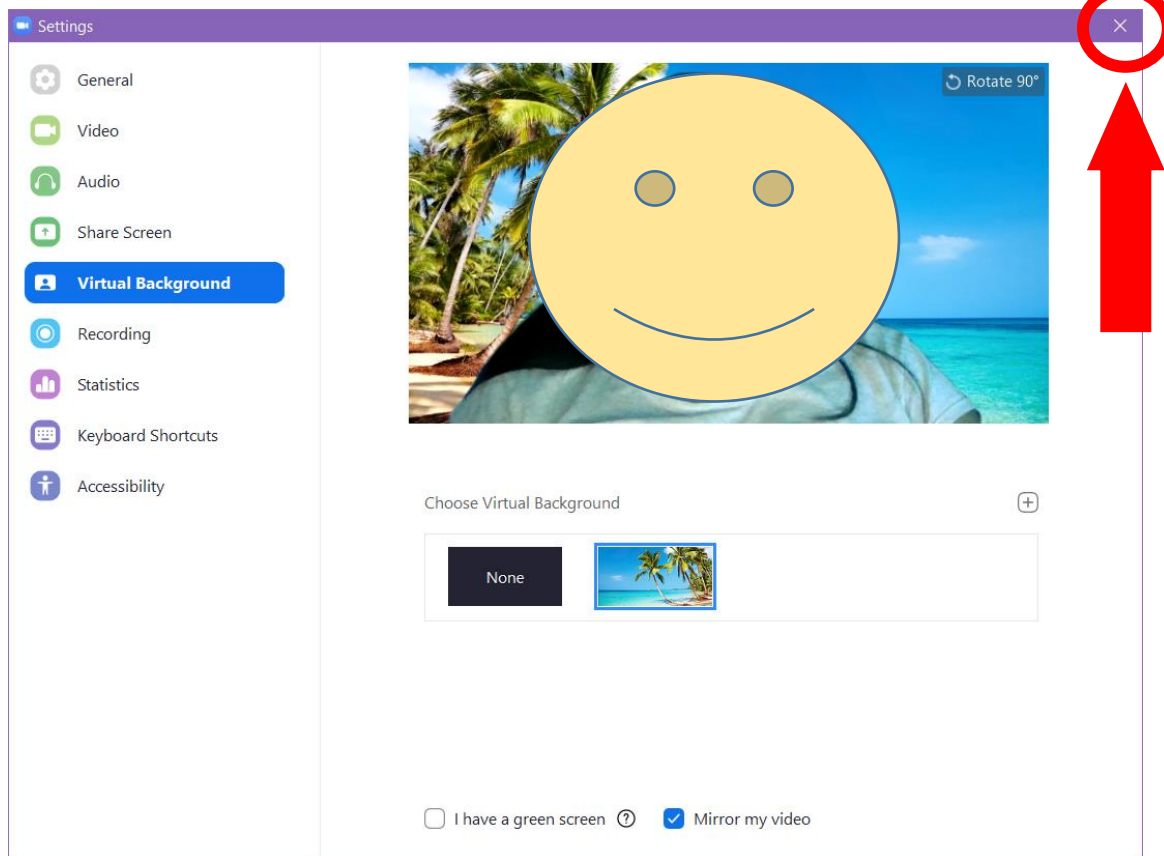 Settings
General
Video
Audio
Share Screen
Virtual Background
Recording
Statistics
Keyboard Shortcuts
Accessibility
Rotate 90°
Choose Virtual Background
None
I have a green screen ? Mirror my video